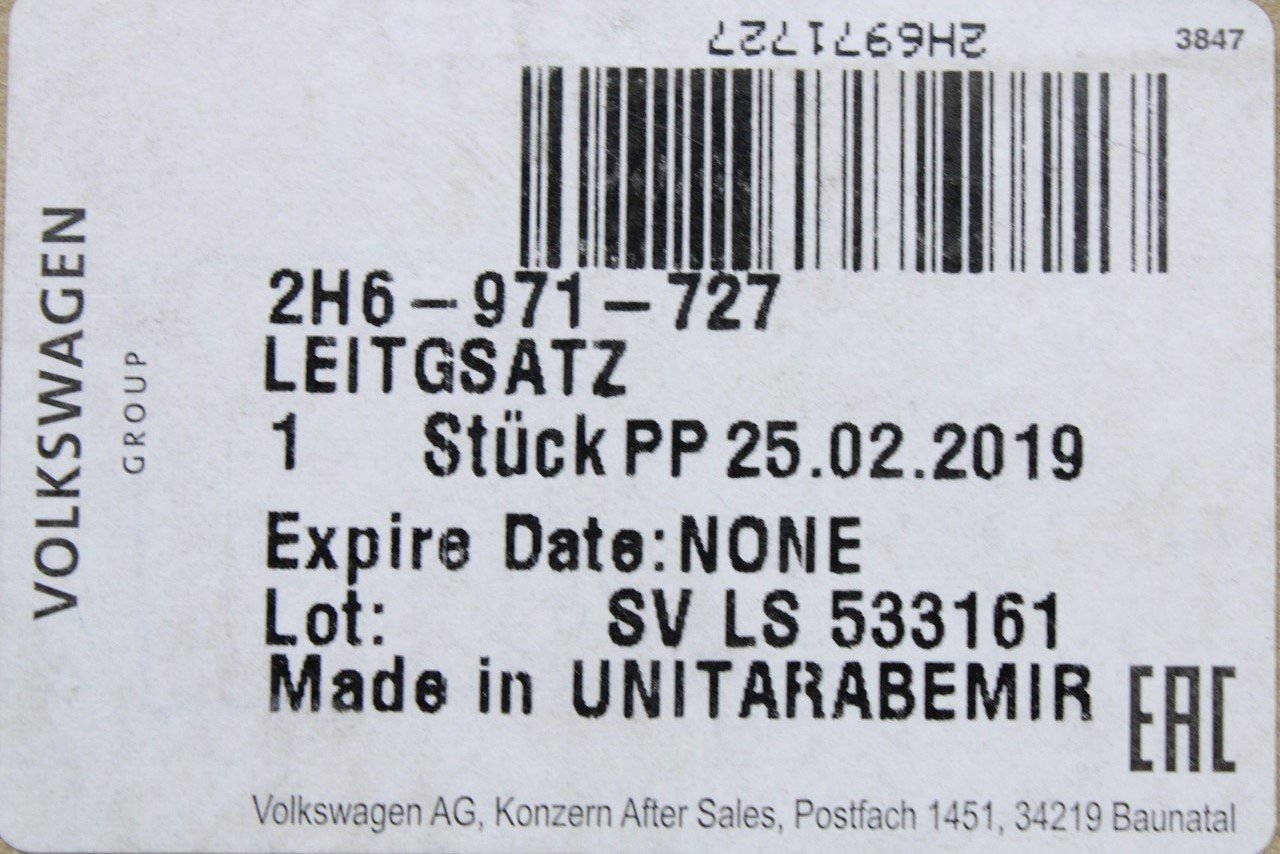 2H6971727
3847
2H6-971-727
LEITGSATZ
1 Stück PP 25.02.2019
Expire Date:NONE
Lot: SV LS 533161
Made in UNITARABEMIR
EAC
Volkswagen AG, Konzern After Sales, Postfach 1451, 34219 Baunatal
VOLKSWAGEN
GROUP